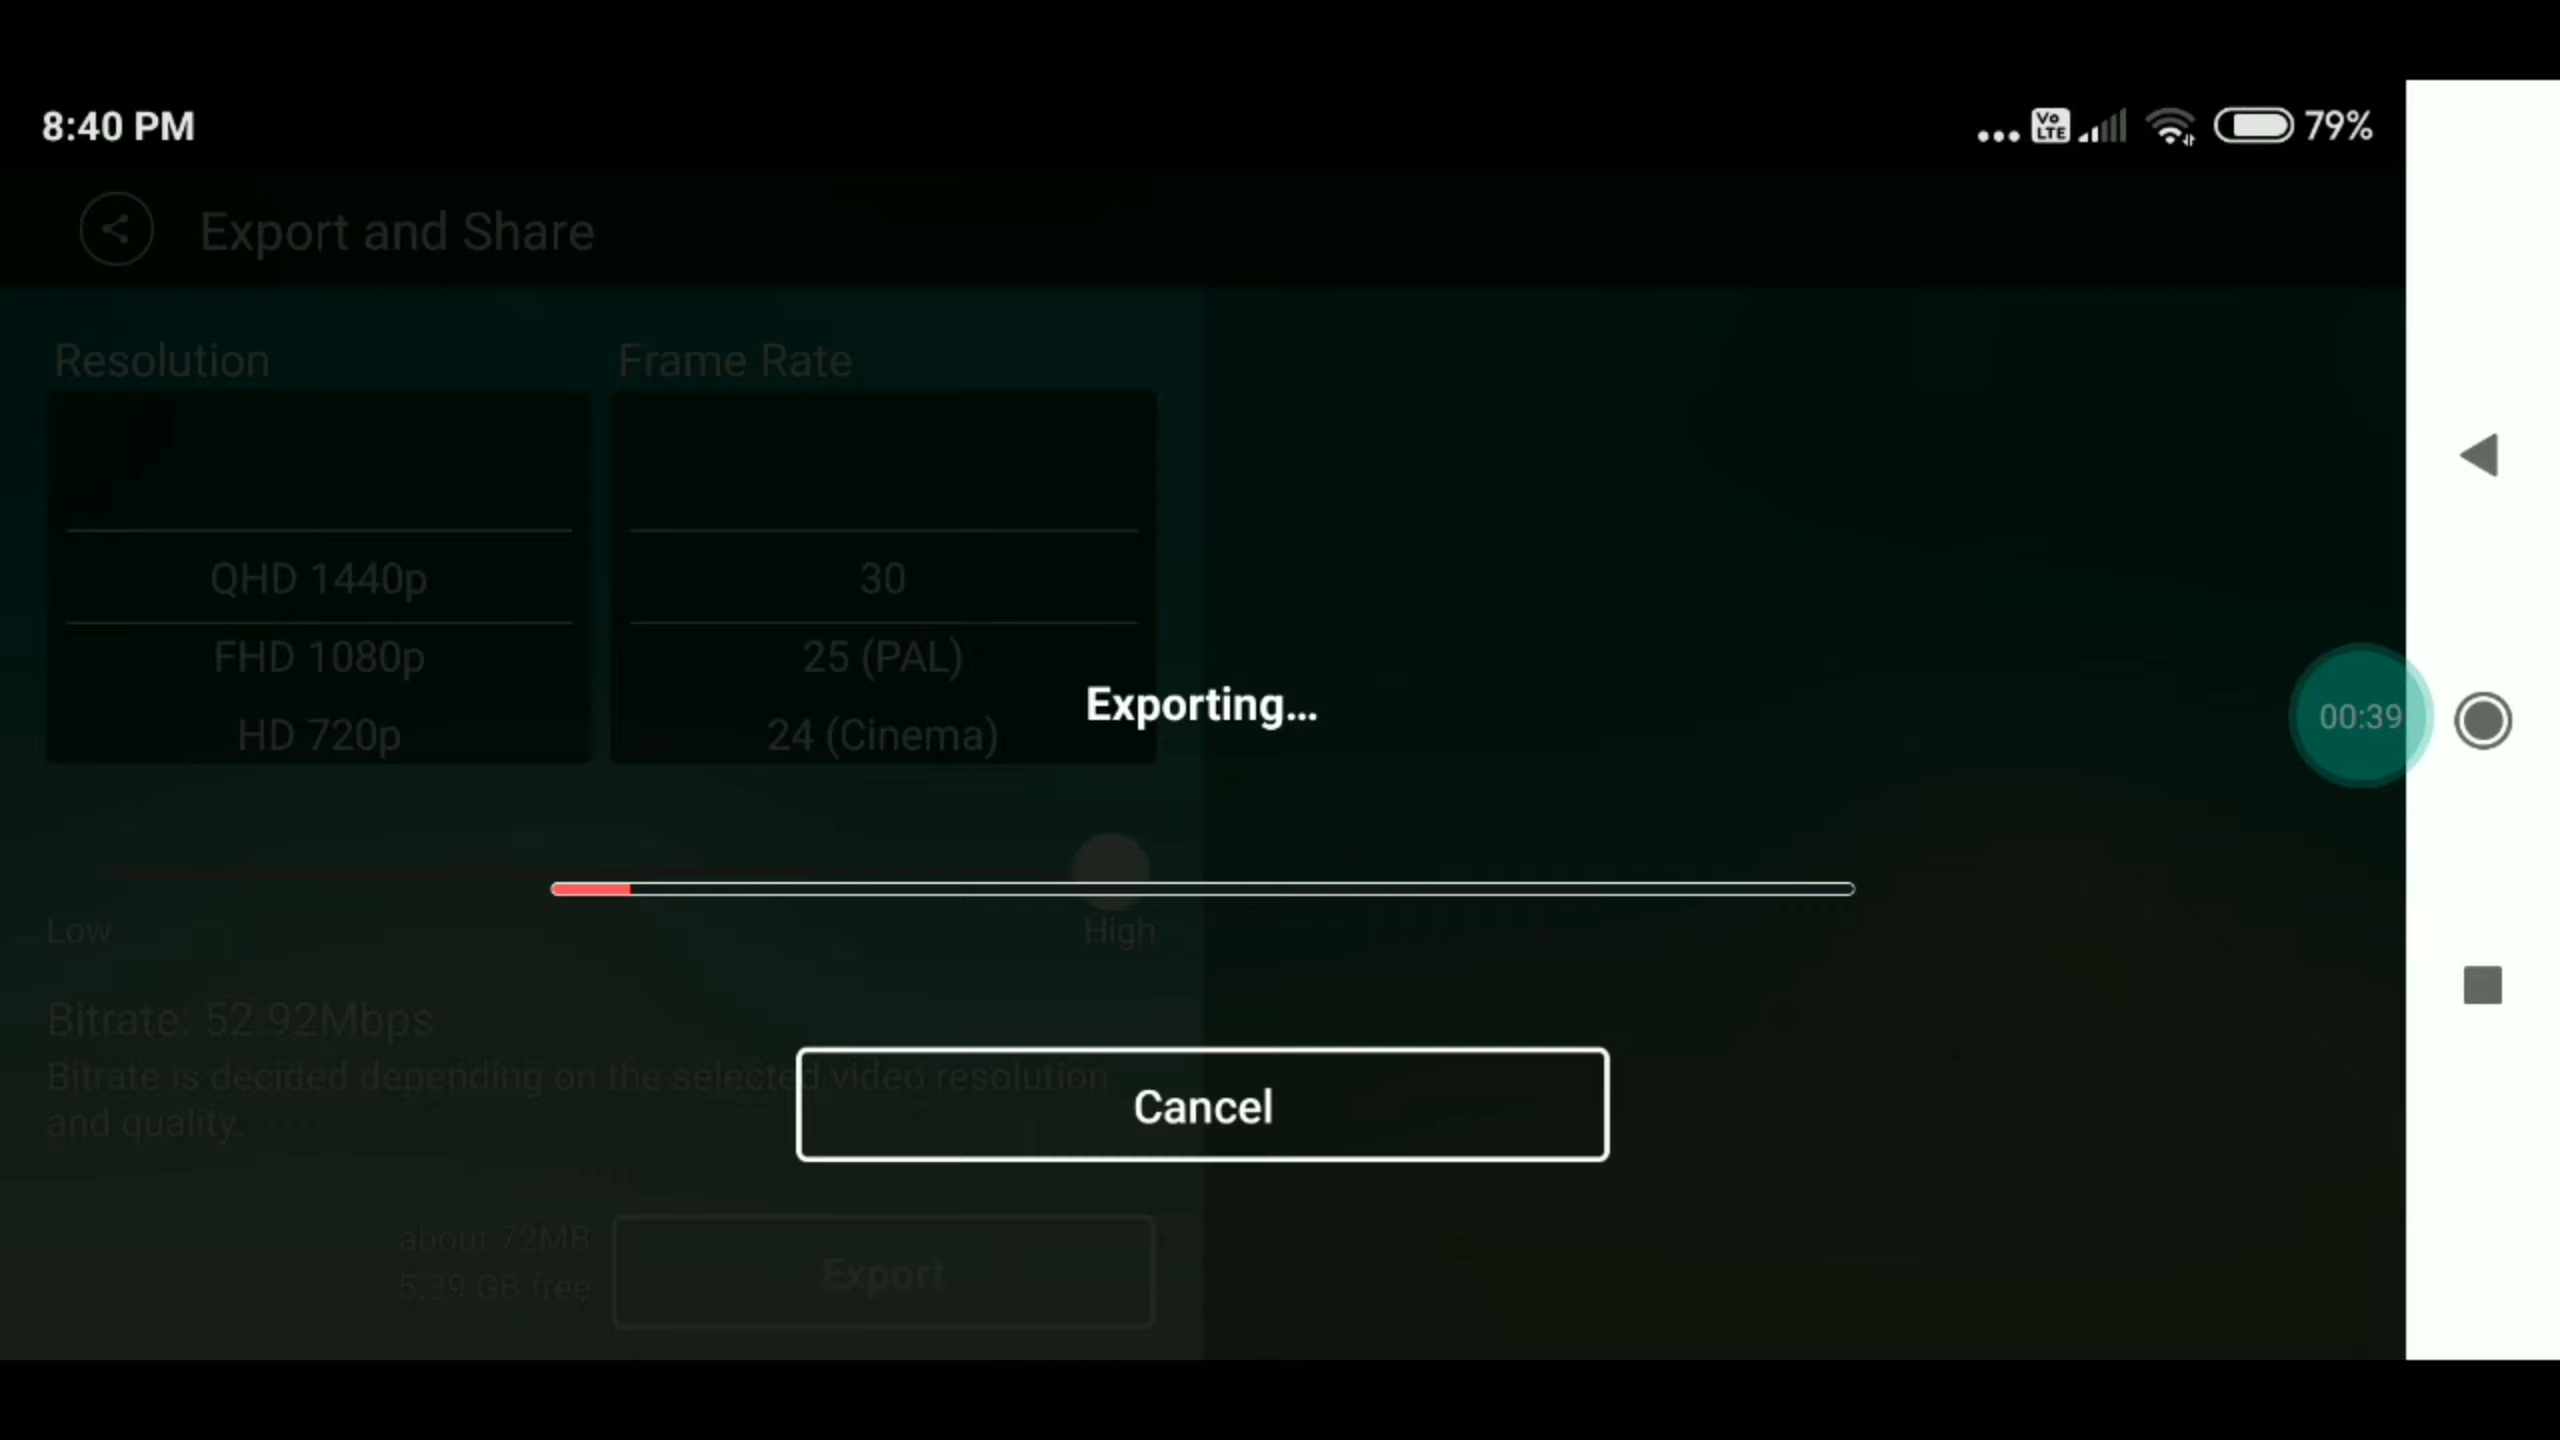 8:40 PM
Vo LTE
79%
Export and Share
Resolution
Frame Rate
QHD 1440p
30
FHD 1080p
25 (PAL)
HD 720p
24 (Cinema)
Exporting...
00:39
Low
High
Bitrate: 52.92Mbps
Bitrate is decided depending on the selected video resolution
and quality.
Cancel
about 72MB
5.39 GB free
Export